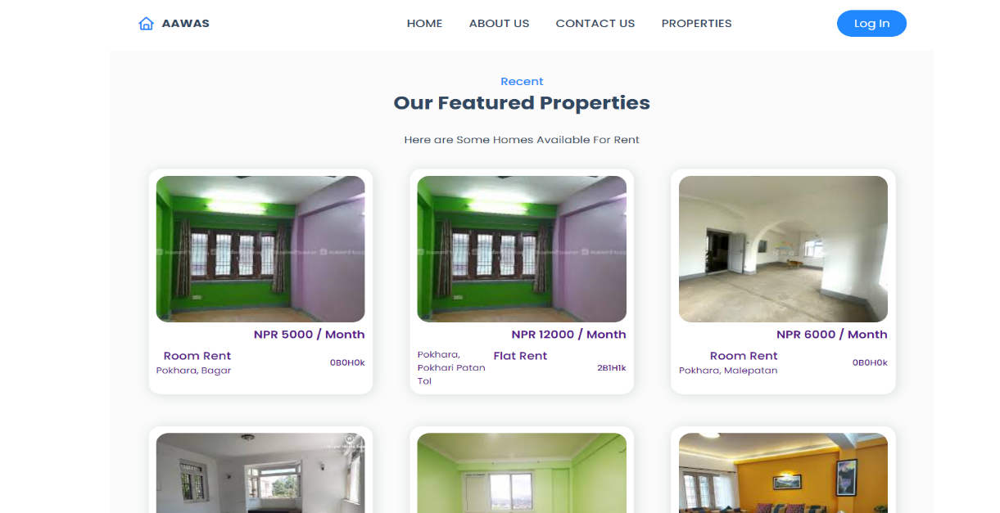 AAWAS
HOME ABOUT US CONTACT US PROPERTIES
Log In
Recent
Our Featured Properties
Here are Some Homes Available For Rent
NPR 5000 / Month
Room Rent
Pokhara, Bagar
0B0H0k
NPR 12000 / Month
Pokhara,
Pokhari Patan
Tol
Flat Rent
2B1H1k
NPR 6000 / Month
Room Rent
Pokhara, Malepatan
0B0H0k